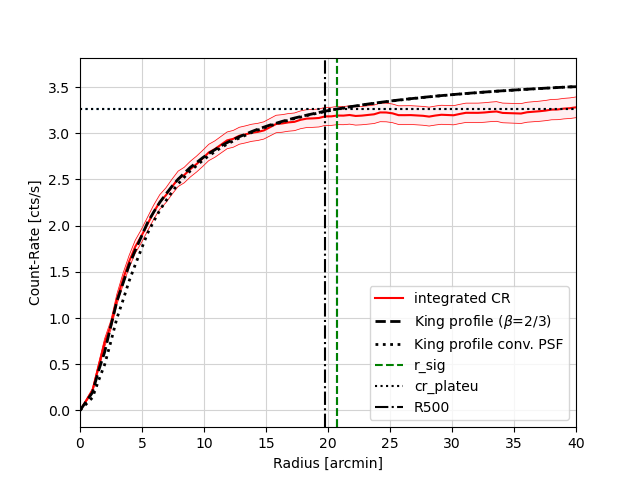 3.5
3.0
2.5
2.0
1.5
1.0
0.5
0.0
Count-Rate [cts/s]
integrated CR
King profile (β=2/3)
King profile conv. PSF
r_sig
cr_plateu
R500
0 5 10 15 20 25 30 35 40
Radius [arcmin]